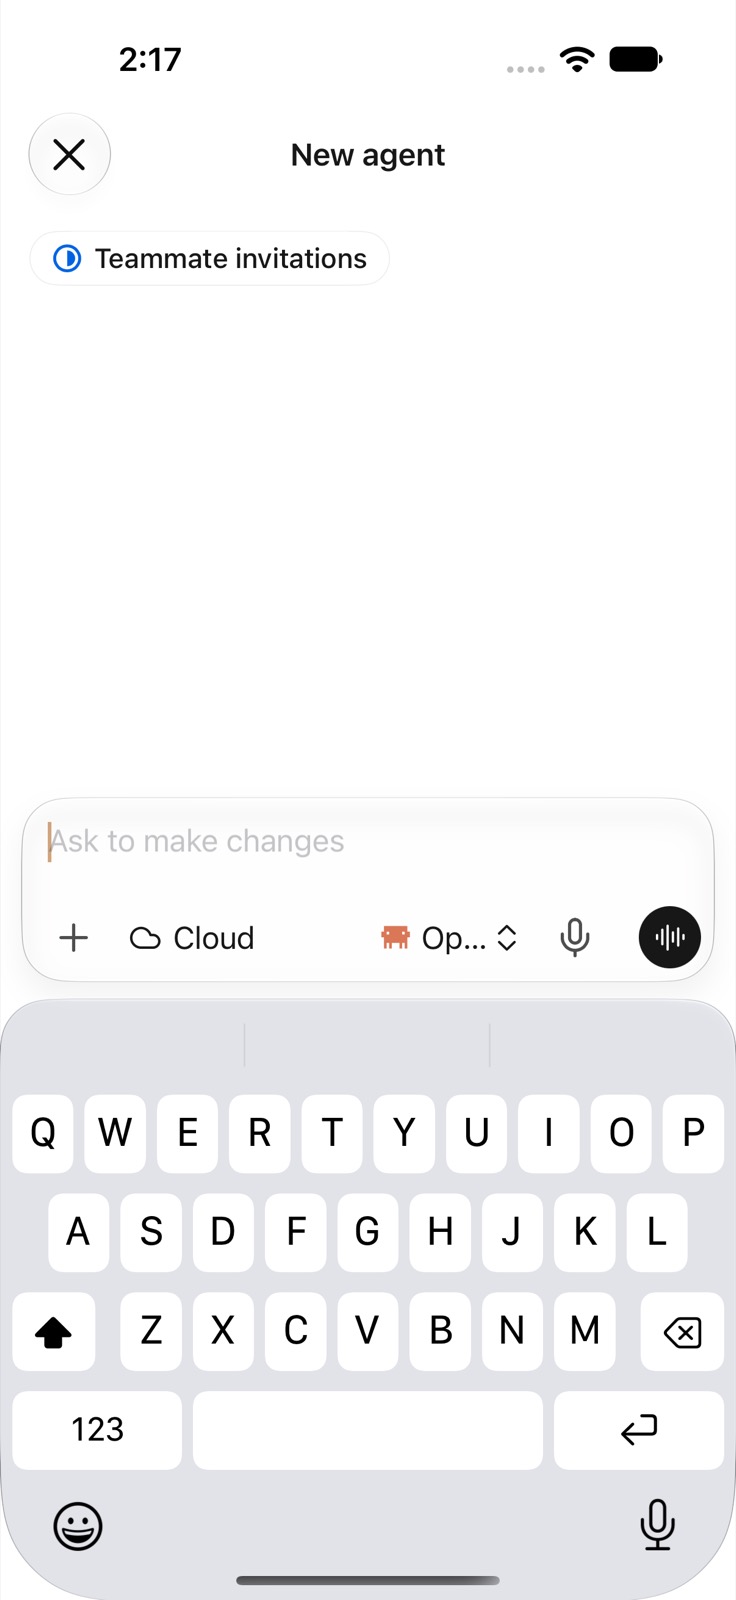 2:17
New agent
Teammate invitations
Ask to make changes
Cloud
Op...
Q W E R T Y U I O P
A S D F G H J K L
Z X C V B N M
123